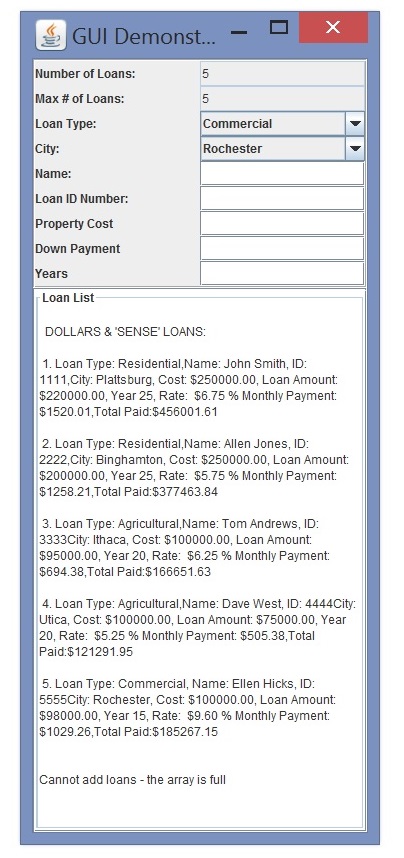 GUI Demonst...
Number of Loans: 5
Max # of Loans: 5
Loan Type: Commercial
City: Rochester
Name:
Loan ID Number:
Property Cost
Down Payment
Years
Loan List
DOLLARS & 'SENSE' LOANS:
1. Loan Type: Residential,Name: John Smith, ID:
1111,City: Plattsburg, Cost: $250000.00, Loan Amount:
$220000.00, Year 25, Rate: $6.75 % Monthly Payment:
$1520.01,Total Paid:$456001.61
2. Loan Type: Residential,Name: Allen Jones, ID:
2222,City: Binghamton, Cost: $250000.00, Loan Amount:
$200000.00, Year 25, Rate: $5.75 % Monthly Payment:
$1258.21,Total Paid:$377463.84
3. Loan Type: Agricultural,Name: Tom Andrews, ID:
3333City: Ithaca, Cost: $100000.00, Loan Amount:
$95000.00, Year 20, Rate: $6.25 % Monthly Payment:
$694.38,Total Paid:$166651.63
4. Loan Type: Agricultural,Name: Dave West, ID: 4444City:
Utica, Cost: $100000.00, Loan Amount: $75000.00, Year
20, Rate: $5.25 % Monthly Payment: $505.38,Total
Paid:$121291.95
5. Loan Type: Commercial, Name: Ellen Hicks, ID:
5555City: Rochester, Cost: $100000.00, Loan Amount:
$98000.00, Year 15, Rate: $9.60 % Monthly Payment:
$1029.26,Total Paid:$185267.15
Cannot add loans - the array is full